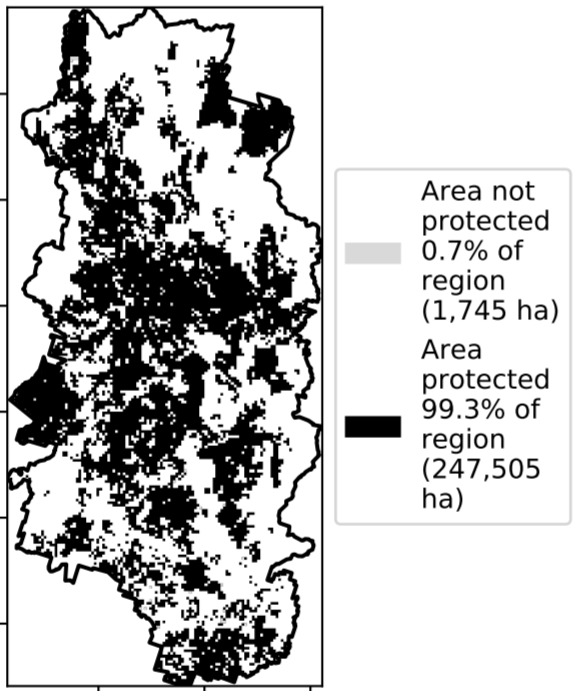 Area not
protected
0.7% of
region
(1,745 ha)
Area
protected
99.3% of
region
(247,505
ha)